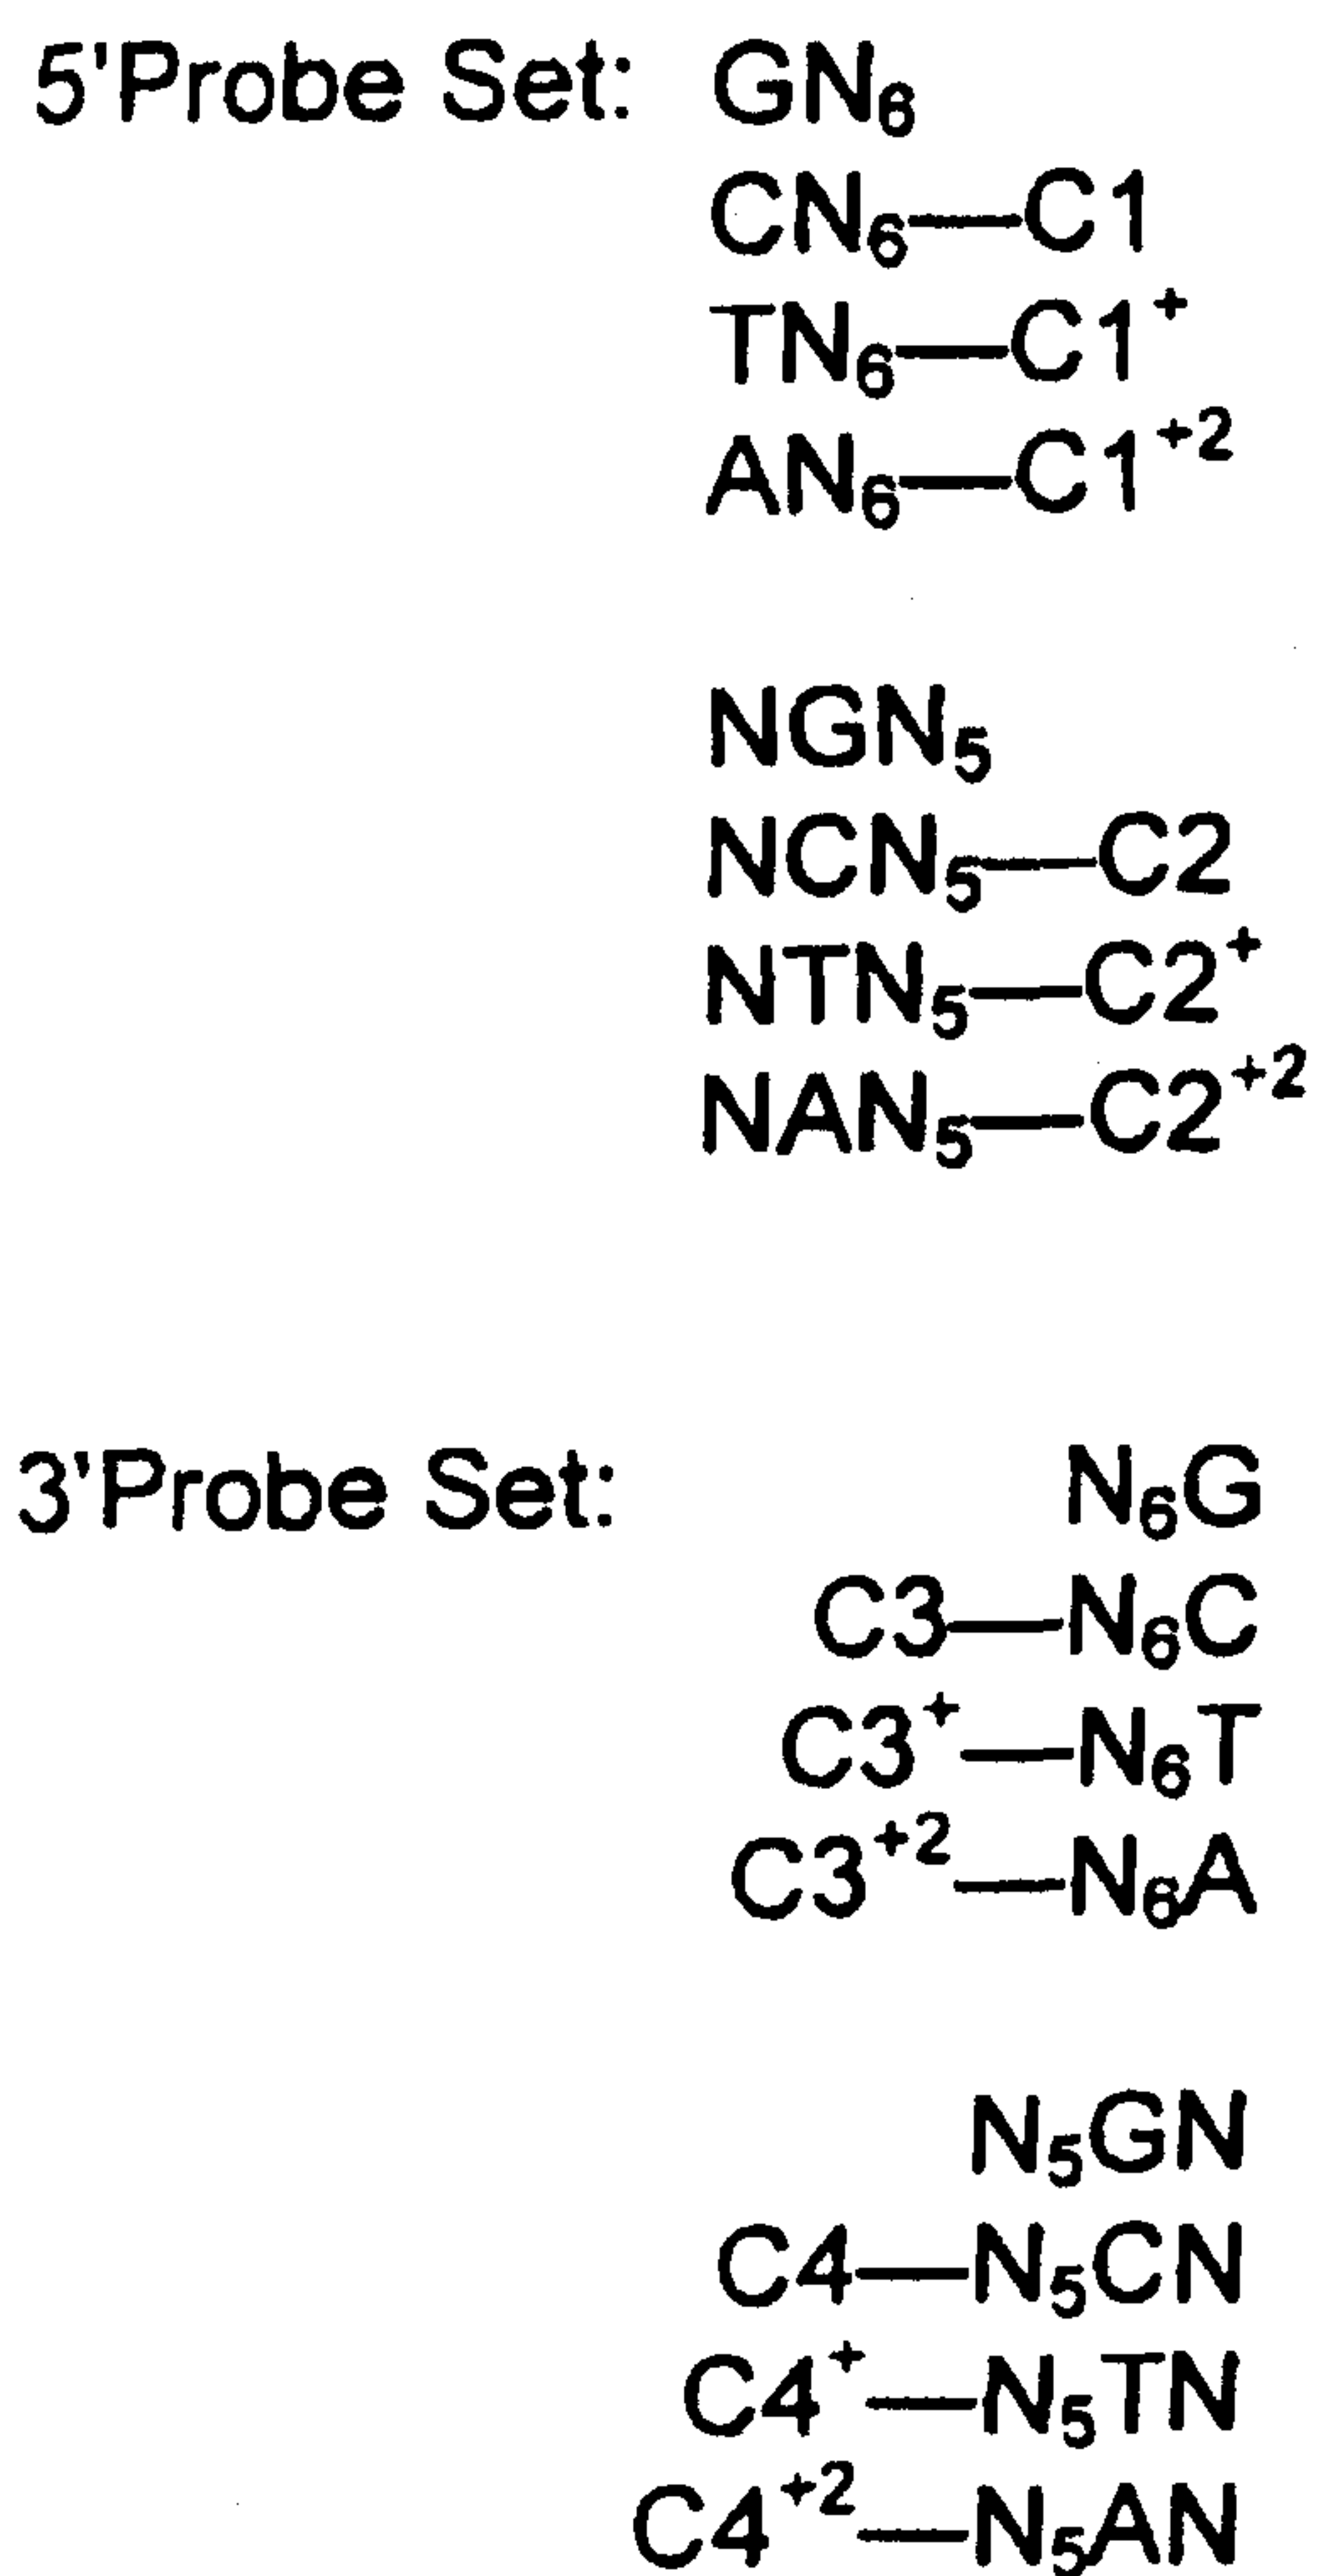 5'Probe Set: GN₆
CN₆—C1
TN₆—C1⁺
AN₆—C1⁺²
NGN₅
NCN₅—C2
NTN₅—C2⁺
NAN₅—C2⁺²
3'Probe Set: N₆G
C3—N₆C
C3⁺—N₆T
C3⁺²—N₆A
N₅GN
C4—N₅CN
C4⁺—N₅TN
C4⁺²—N₅AN